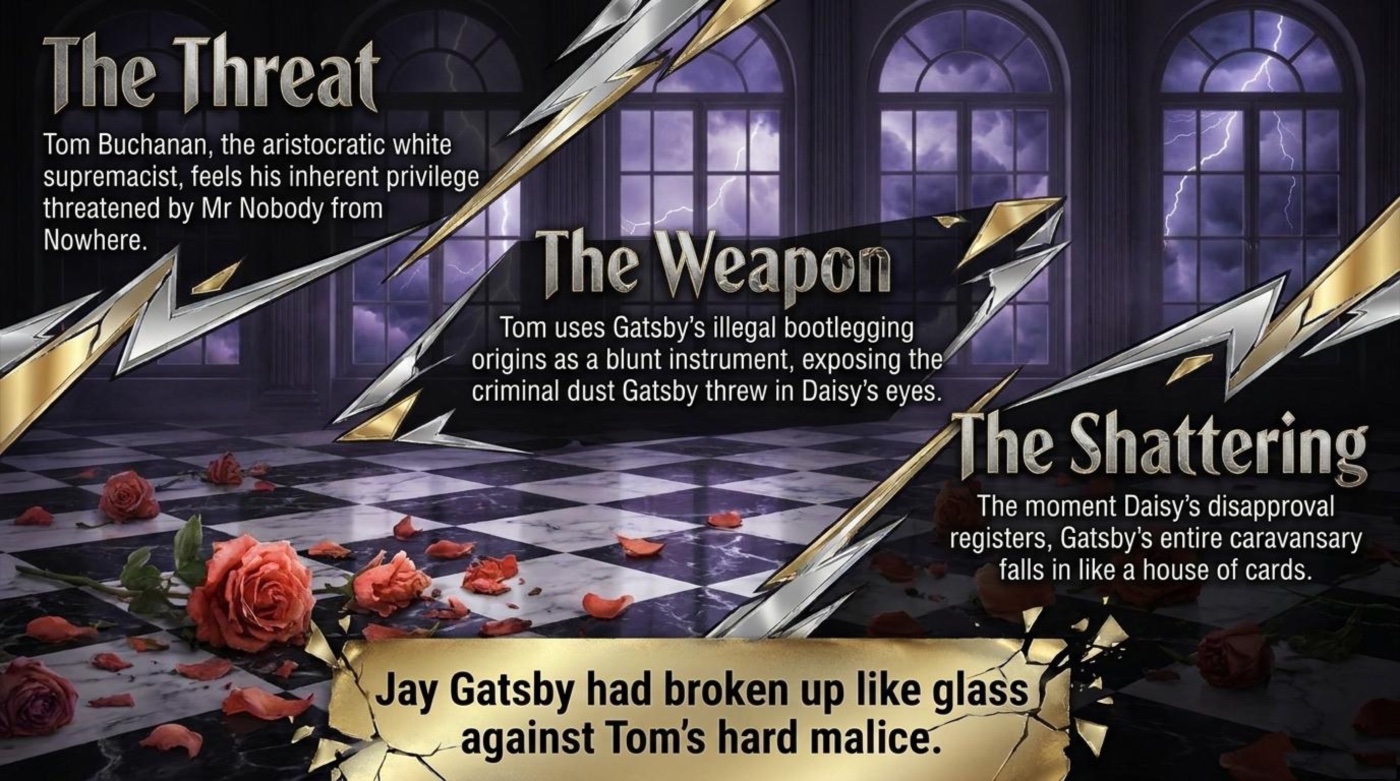 The Threat
Tom Buchanan, the aristocratic white
supremacist, feels his inherent privilege
threatened by Mr Nobody from
Nowhere.
The Weapon
Tom uses Gatsby’s illegal bootlegging
origins as a blunt instrument, exposing the
criminal dust Gatsby threw in Daisy’s eyes.
The Shattering
The moment Daisy’s disapproval
registers, Gatsby’s entire caravansary
falls in like a house of cards.
Jay Gatsby had broken up like glass
against Tom’s hard malice.